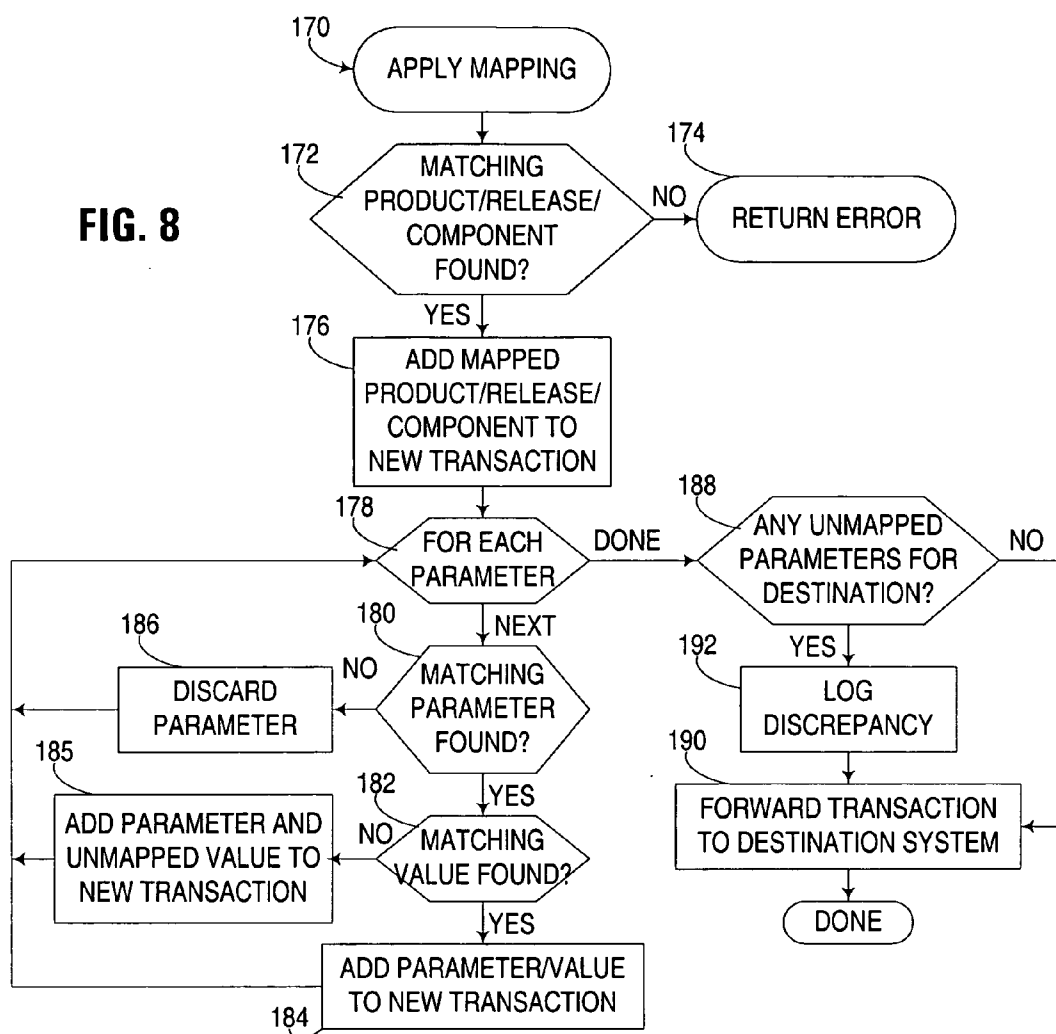 170
APPLY MAPPING
172
MATCHING
PRODUCT/RELEASE/
COMPONENT
FOUND?
NO
174
RETURN ERROR
FIG. 8
YES
176
ADD MAPPED
PRODUCT/RELEASE/
COMPONENT TO
NEW TRANSACTION
178
FOR EACH
PARAMETER
DONE
188
ANY UNMAPPED
PARAMETERS FOR
DESTINATION?
NO
NEXT
YES
180
MATCHING
PARAMETER
FOUND?
NO
186
DISCARD
PARAMETER
192
LOG
DISCREPANCY
YES
182
MATCHING
VALUE FOUND?
NO
185
ADD PARAMETER AND
UNMAPPED VALUE TO
NEW TRANSACTION
190
FORWARD TRANSACTION
TO DESTINATION SYSTEM
DONE
YES
ADD PARAMETER/VALUE
TO NEW TRANSACTION
184